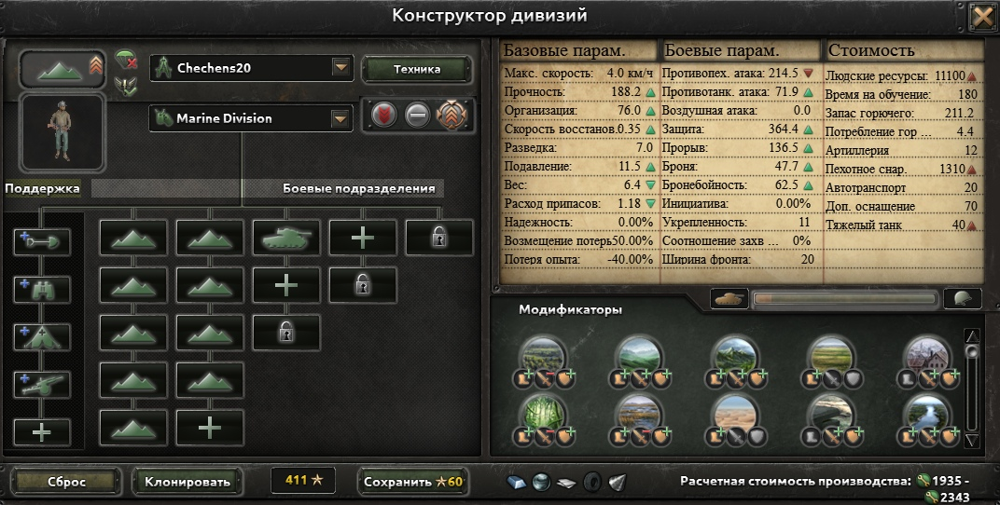 Конструктор дивизий
Chechens20
Техника
Marine Division
Поддержка
Боевые подразделения
Базовые парам.
Макс. скорость: 4.0 км/ч
Прочность: 188.2
Организация: 76.0
Скорость восстанов.0.35
Разведка: 7.0
Подавление: 11.5
Вес: 6.4
Расход припасов: 1.18
Надежность: 0.00%
Возмещение потерь50.00%
Потеря опыта: -40.00%
Боевые парам.
Противопех. атака: 214.5
Противотанк. атака: 71.9
Воздушная атака: 0.0
Защита: 364.4
Прорыв: 136.5
Броня: 47.7
Бронебойность: 62.5
Инициатива: 0.00%
Укрепленность: 11
Соотношение захв ... 0%
Ширина фронта: 20
Стоимость
Людские ресурсы: 11100
Время на обучение: 180
Запас горючего: 211.2
Потребление гор ... 4.4
Артиллерия 12
Пехотное снар. 1310
Автотранспорт 20
Доп. оснащение 70
Тяжелый танк 40
Модификаторы
Сброс
Клонировать
411
Сохранить 60
Расчетная стоимость производства: 1935 -
2343